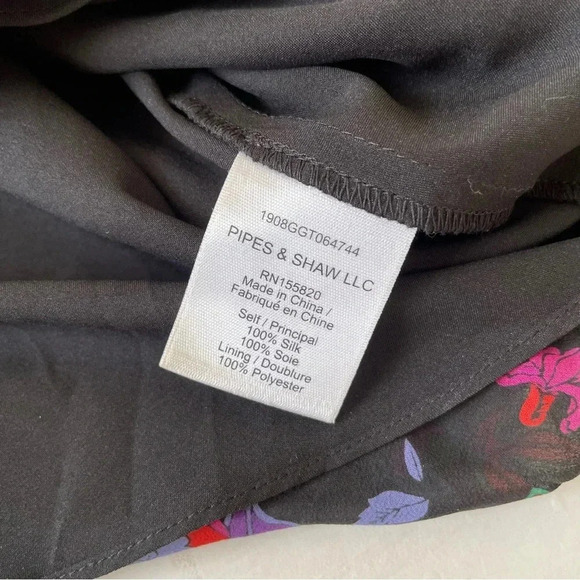 1908GGT064744
PIPES & SHAW LLC
RN155820
Made in China /
Fabriqué en Chine
Self / Principal
100% Silk
100% Soie
Lining / Doublure
100% Polyester